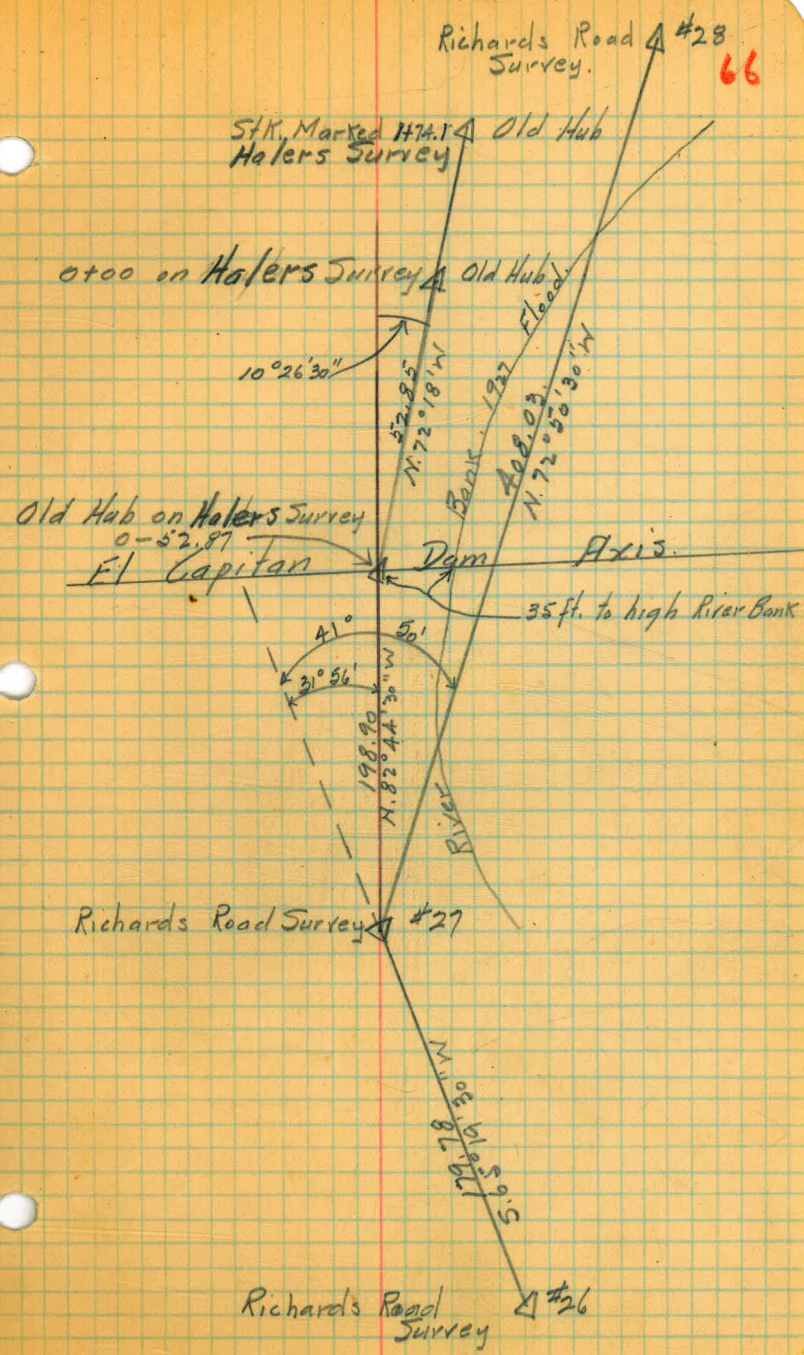 Richards Road #28
Survey.
66
Stk. Marked 1+74.1 Old Hub
Halers Survey
0+00 on Halers Survey Old Hub
10°26'30"
52.85
N.72°18'W
River Bank, 1927 Flood.
408.03
N.72°50'30"W
Old Hub on Halers Survey
0-52.87
El Capitan Dam Axis.
35 ft. to high River Bank
41° 50'
31°56'
198.90
N.82°44'30"W
Richards Road Survey #27
S.65°19'30"W
179.78
Richards Road #26
Survey